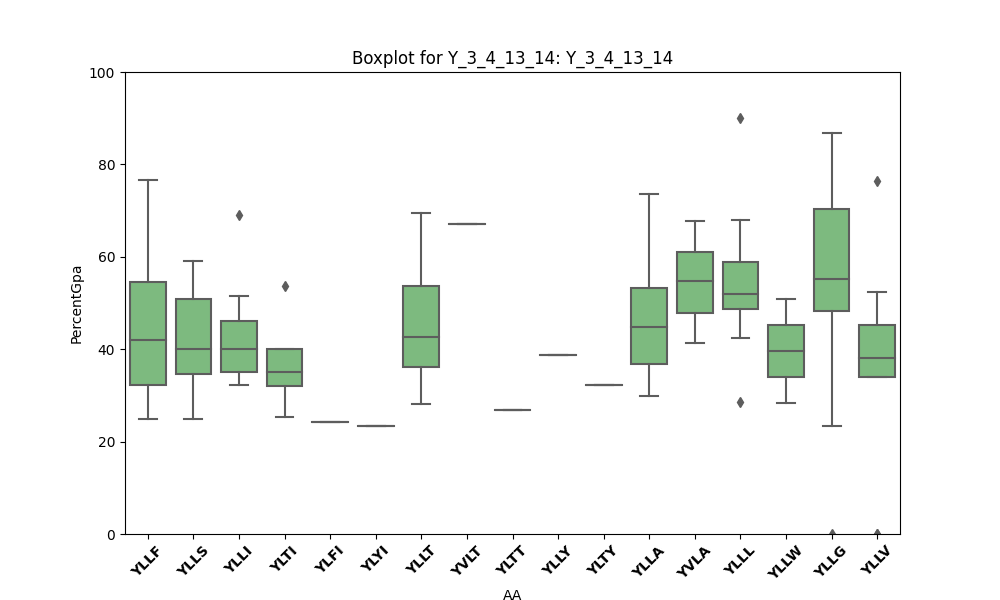 Boxplot for Y_3_4_13_14: Y_3_4_13_14
100
80
60
40
20
0
PercentGpa
YLLF YLLS YLLI YLTI YLFI YLYI YLLT YVLT YLTT YLLY YLTY YLLA YVLA YLLL YLLW YLLG YLLV
AA